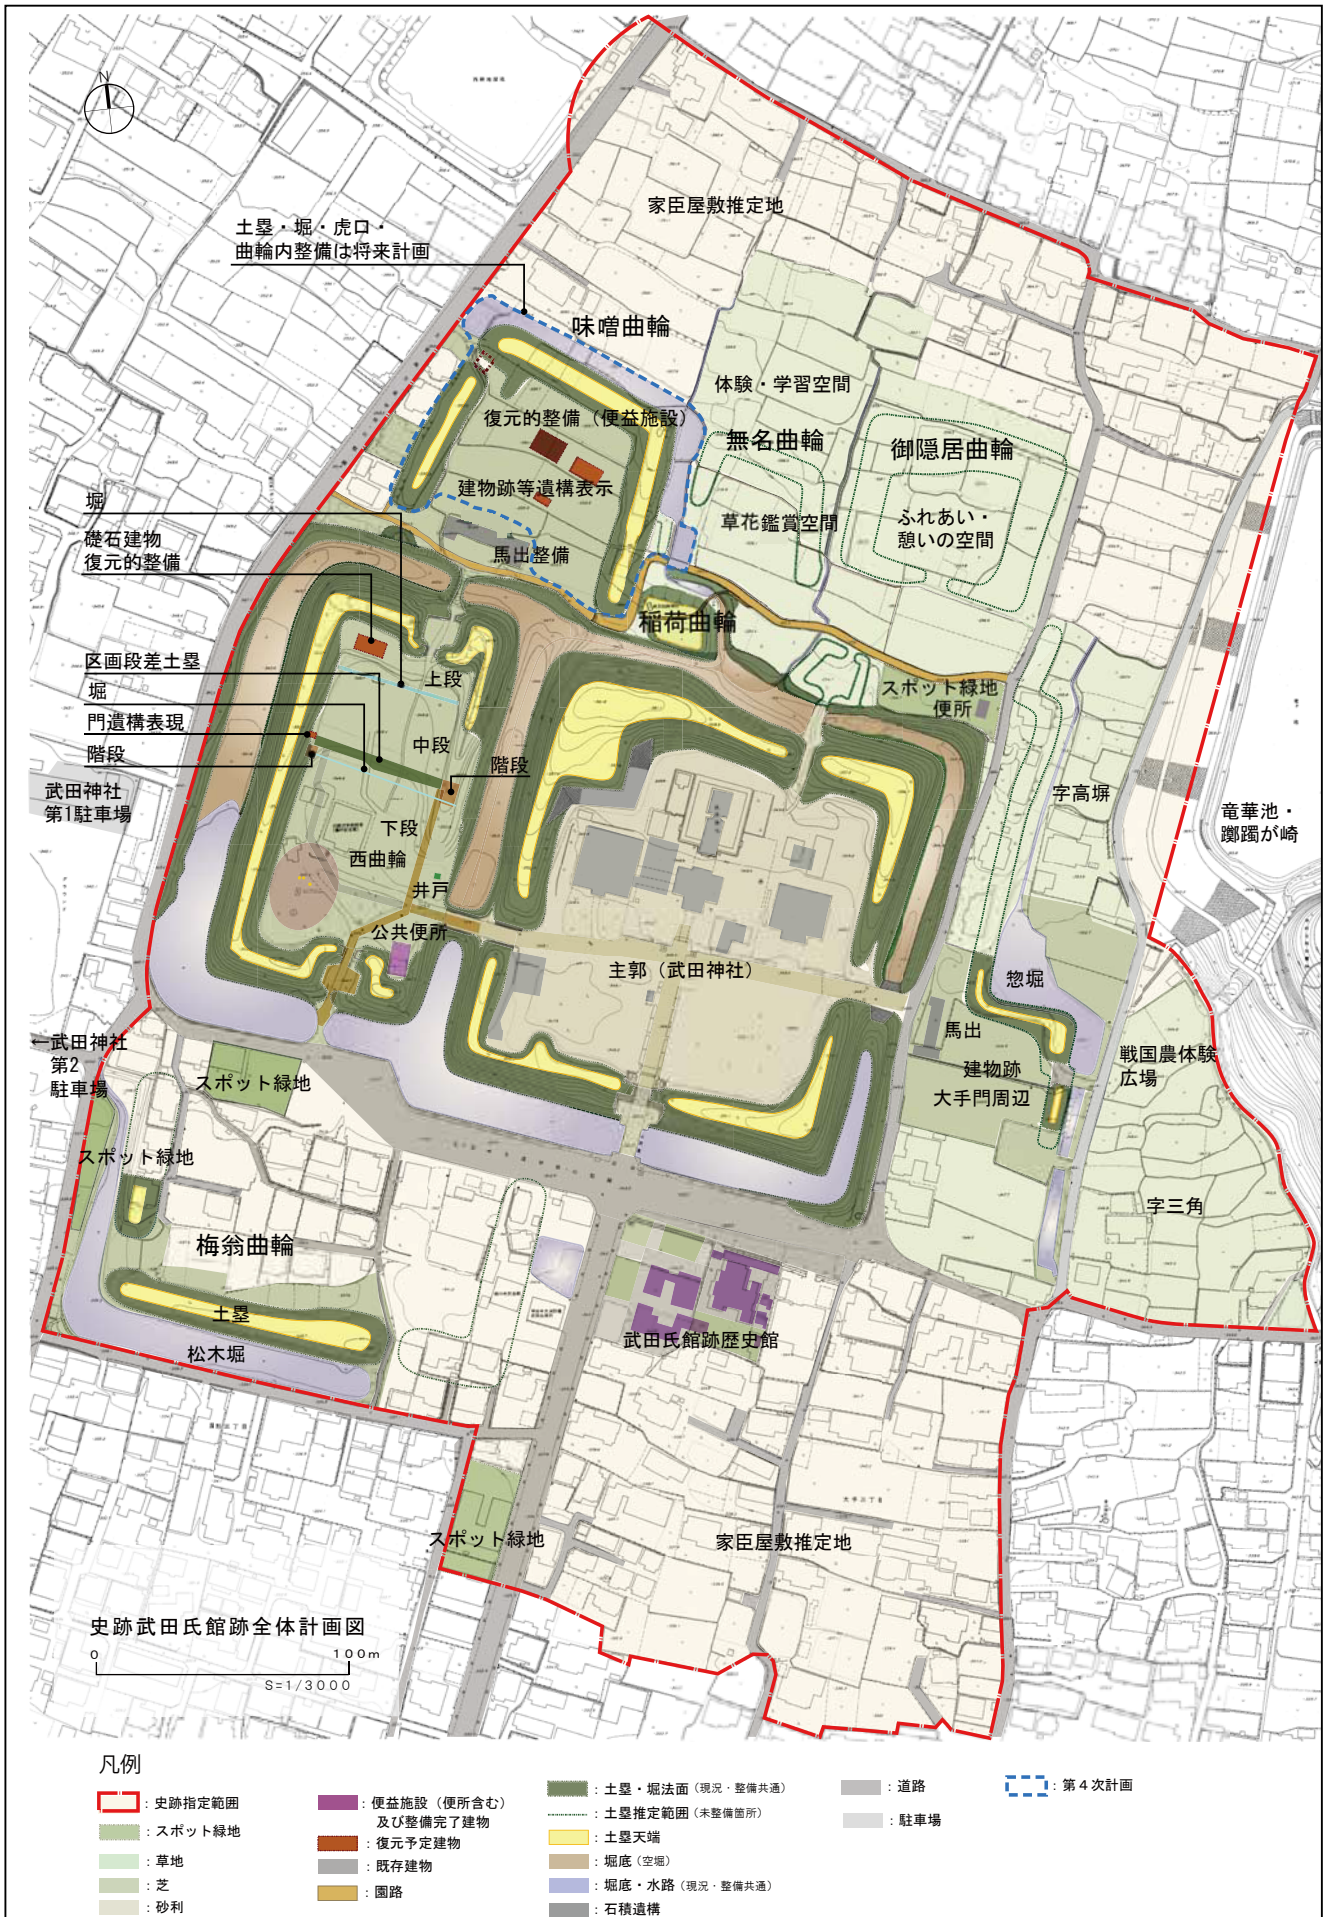 N
家臣屋敷推定地
土塁・堀・虎口・
曲輪内整備は将来計画
味噌曲輪
体験・学習空間
復元的整備（便益施設）
無名曲輪
御隠居曲輪
建物跡等遺構表示
草花鑑賞空間
ふれあい・
憩いの空間
堀
礎石建物
復元的整備
馬出整備
稲荷曲輪
区画段差土塁
上段
スポット緑地
便所
堀
門遺構表現
中段
階段
階段
武田神社
第1駐車場
字高塀
竜華池・
躑躅が崎
下段
西曲輪
井戸
公共便所
主郭（武田神社）
惣堀
馬出
←武田神社
第2
駐車場
戦国農体験
広場
建物跡
スポット緑地
大手門周辺
スポット緑地
字三角
梅翁曲輪
土塁
武田氏館跡歴史館
松木堀
スポット緑地
家臣屋敷推定地
史跡武田氏館跡全体計画図
0 100m
S=1/3000
凡例
：史跡指定範囲
：スポット緑地
：草地
：芝
：砂利
：便益施設（便所含む）
及び整備完了建物
：復元予定建物
：既存建物
：園路
：土塁・堀法面（現況・整備共通）
：土塁推定範囲（未整備箇所）
：土塁天端
：堀底（空堀）
：堀底・水路（現況・整備共通）
：石積遺構
：道路
：駐車場
：第４次計画